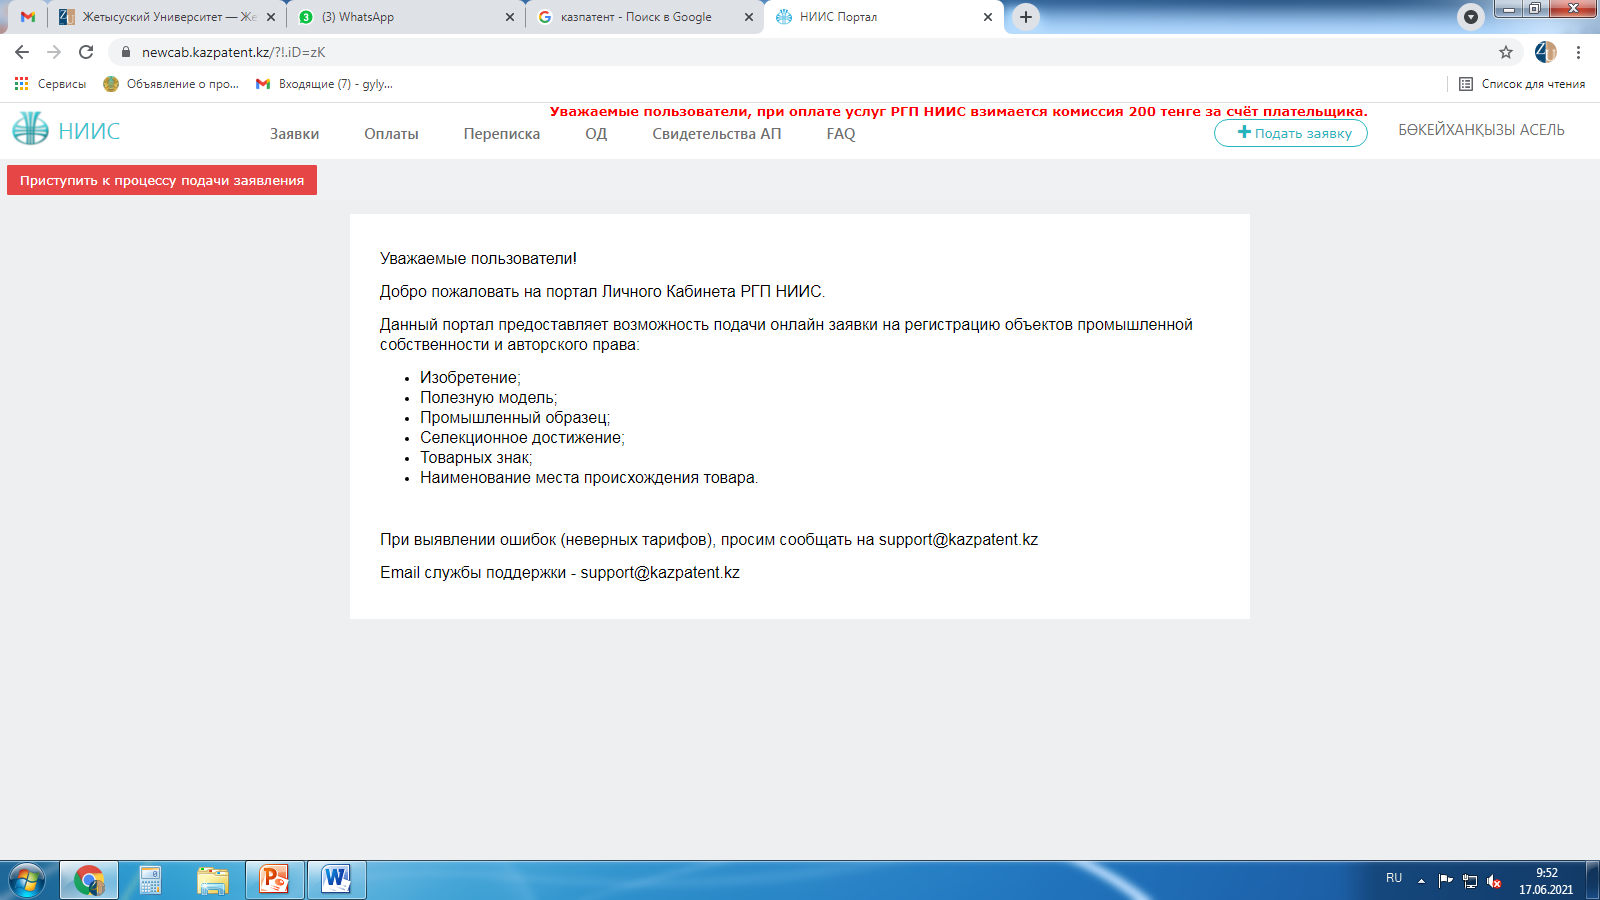 Жетысуский Университет — Же
(3) WhatsApp
казпатент - Поиск в Google
НИИС Портал
newcab.kazpatent.kz/?!.iD=zK
Сервисы
Объявление о про...
Входящие (7) - gyly...
Список для чтения
Уважаемые пользователи, при оплате услуг РГП НИИС взимается комиссия 200 тенге за счёт плательщика.
НИИС
Заявки
Оплаты
Переписка
ОД
Свидетельства АП
FAQ
Подать заявку
БӨКЕЙХАНҚЫЗЫ АСЕЛЬ
Приступить к процессу подачи заявления
Уважаемые пользователи!
Добро пожаловать на портал Личного Кабинета РГП НИИС.
Данный портал предоставляет возможность подачи онлайн заявки на регистрацию объектов промышленной
собственности и авторского права:
• Изобретение;
• Полезную модель;
• Промышленный образец;
• Селекционное достижение;
• Товарных знак;
• Наименование места происхождения товара.
При выявлении ошибок (неверных тарифов), просим сообщать на support@kazpatent.kz
Email службы поддержки - support@kazpatent.kz
RU
9:52
17.06.2021